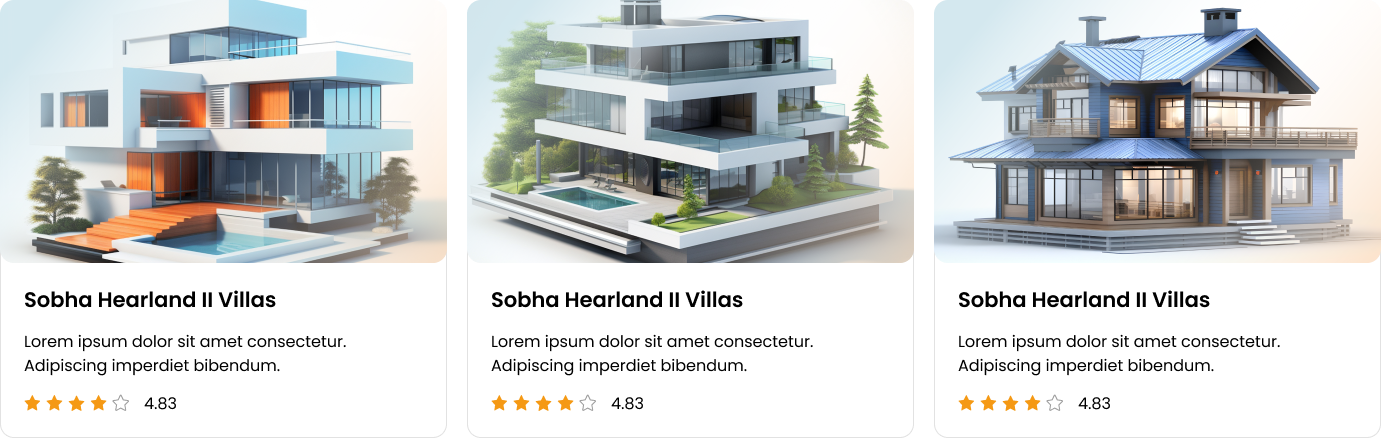 Sobha Hearland II Villas
Lorem ipsum dolor sit amet consectetur.
Adipiscing imperdiet bibendum.
4.83
Sobha Hearland II Villas
Lorem ipsum dolor sit amet consectetur.
Adipiscing imperdiet bibendum.
4.83
Sobha Hearland II Villas
Lorem ipsum dolor sit amet consectetur.
Adipiscing imperdiet bibendum.
4.83